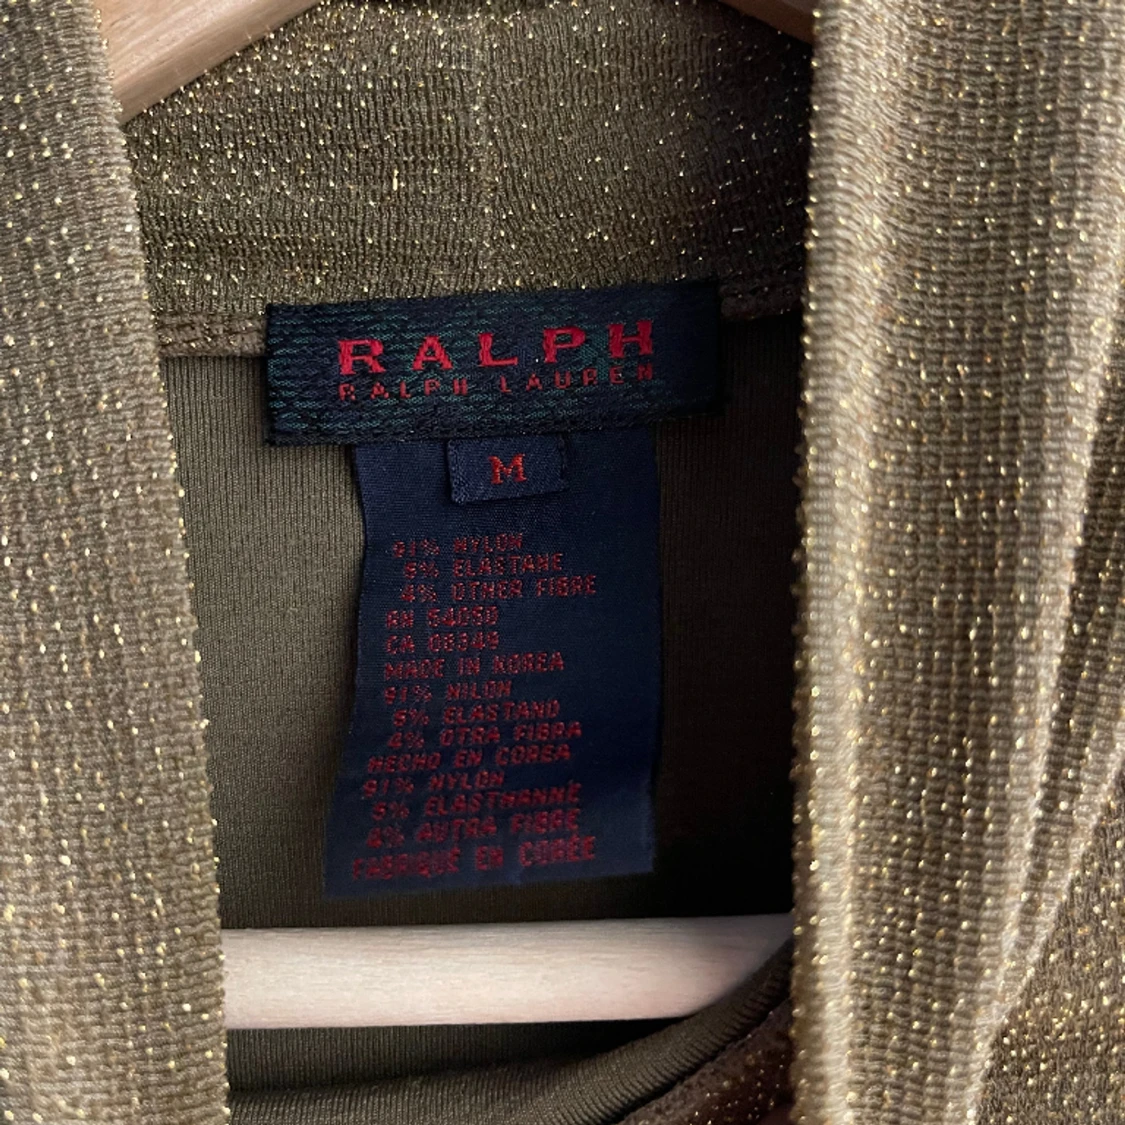 RALPH
RALPH LAUREN
M
91% NYLON
5% ELASTANE
4% OTHER FIBRE
RN 54050
CA 08349
MADE IN KOREA
91% NILON
5% ELASTANO
4% OTRA FIBRA
HECHO EN COREA
91% NYLON
5% ELASTHANNE
4% AUTRA FIBRE
FABRIQUÉ EN CORÉE